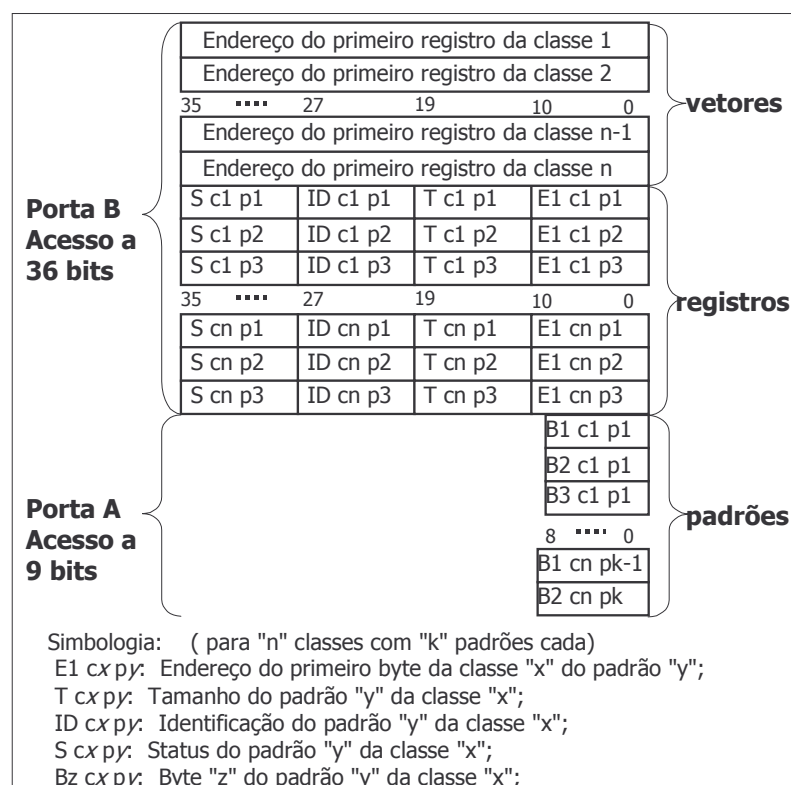 Endereço do primeiro registro da classe 1
Endereço do primeiro registro da classe 2
35 .... 27 19 10 0
vetores
Endereço do primeiro registro da classe n-1
Endereço do primeiro registro da classe n
Porta B
Acesso a
36 bits
S c1 p1 ID c1 p1 T c1 p1 E1 c1 p1
S c1 p2 ID c1 p2 T c1 p2 E1 c1 p2
S c1 p3 ID c1 p3 T c1 p3 E1 c1 p3
35 .... 27 19 10 0
registros
S cn p1 ID cn p1 T cn p1 E1 cn p1
S cn p2 ID cn p2 T cn p2 E1 cn p2
S cn p3 ID cn p3 T cn p3 E1 cn p3
Porta A
Acesso a
9 bits
B1 c1 p1
B2 c1 p1
B3 c1 p1
padrões
8 .... 0
B1 cn pk-1
B2 cn pk
Simbologia: ( para "n" classes com "k" padrões cada)
E1 cx py: Endereço do primeiro byte da classe "x" do padrão "y";
T cx py: Tamanho do padrão "y" da classe "x";
ID cx py: Identificação do padrão "y" da classe "x";
S cx py: Status do padrão "y" da classe "x";
Bz cx py: Byte "z" do padrão "y" da classe "x";